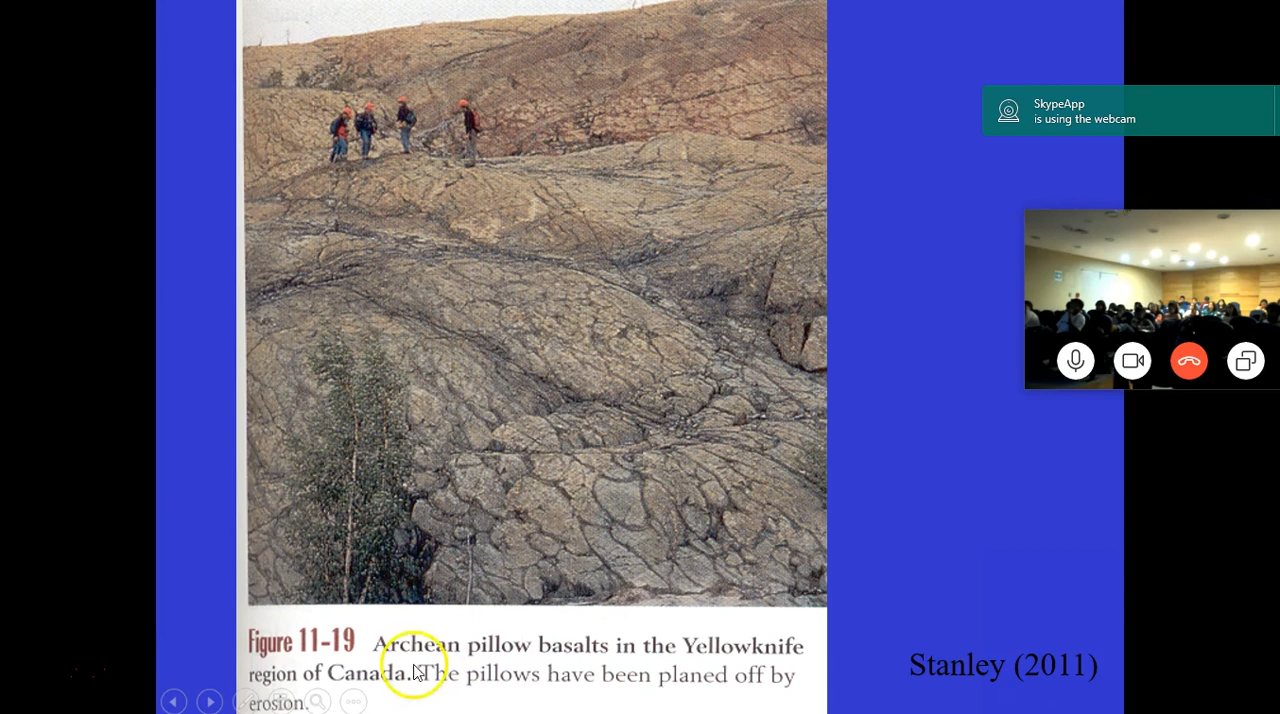 SkypeApp
is using the webcam
Figure 11-19 Archean pillow basalts in the Yellowknife
region of Canada. The pillows have been planed off by
erosion.
Stanley (2011)